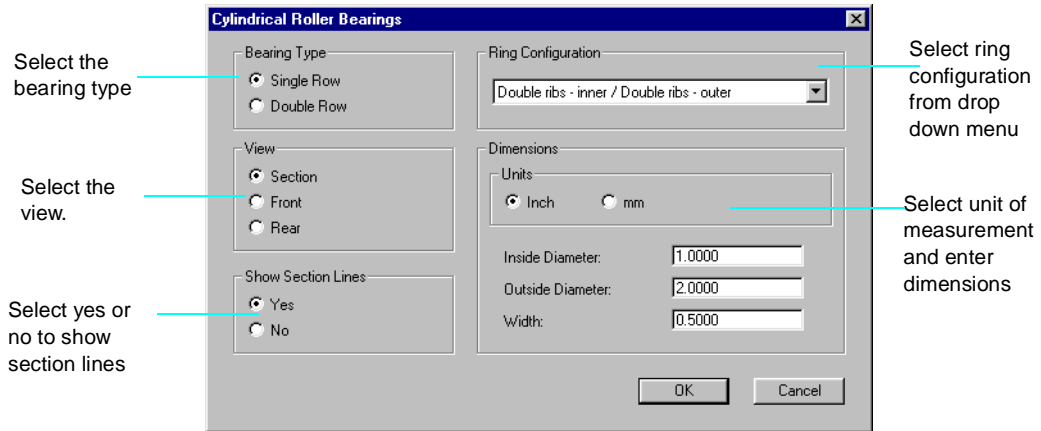 Cylindrical Roller Bearings
Select the
bearing type
Bearing Type
Single Row
Double Row
Ring Configuration
Double ribs - inner / Double ribs - outer
Select ring
configuration
from drop
down menu
Select the
view.
View
Section
Front
Rear
Dimensions
Units
Inch
mm
Inside Diameter:
1.0000
Outside Diameter:
2.0000
Width:
0.5000
Select unit of
measurement
and enter
dimensions
Select yes or
no to show
section lines
Show Section Lines
Yes
No
OK
Cancel